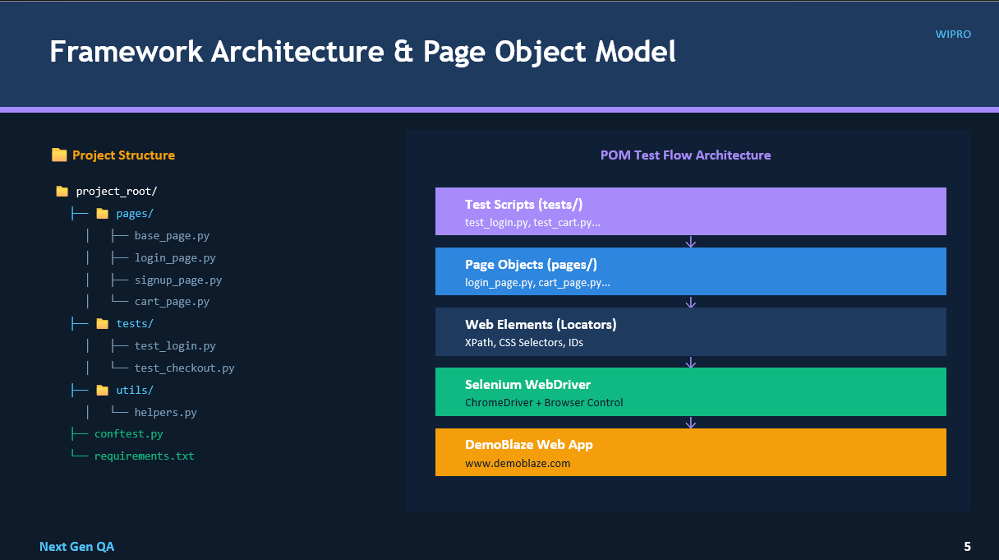 Framework Architecture & Page Object Model
WIPRO
Project Structure
project_root/
├── pages/
│ ├── base_page.py
│ ├── login_page.py
│ ├── signup_page.py
│ └── cart_page.py
├── tests/
│ ├── test_login.py
│ └── test_checkout.py
├── utils/
│ └── helpers.py
├── conftest.py
└── requirements.txt
POM Test Flow Architecture
Test Scripts (tests/)
test_login.py, test_cart.py...
↓
Page Objects (pages/)
login_page.py, cart_page.py...
↓
Web Elements (Locators)
XPath, CSS Selectors, IDs
↓
Selenium WebDriver
ChromeDriver + Browser Control
↓
DemoBlaze Web App
www.demoblaze.com
Next Gen QA
5